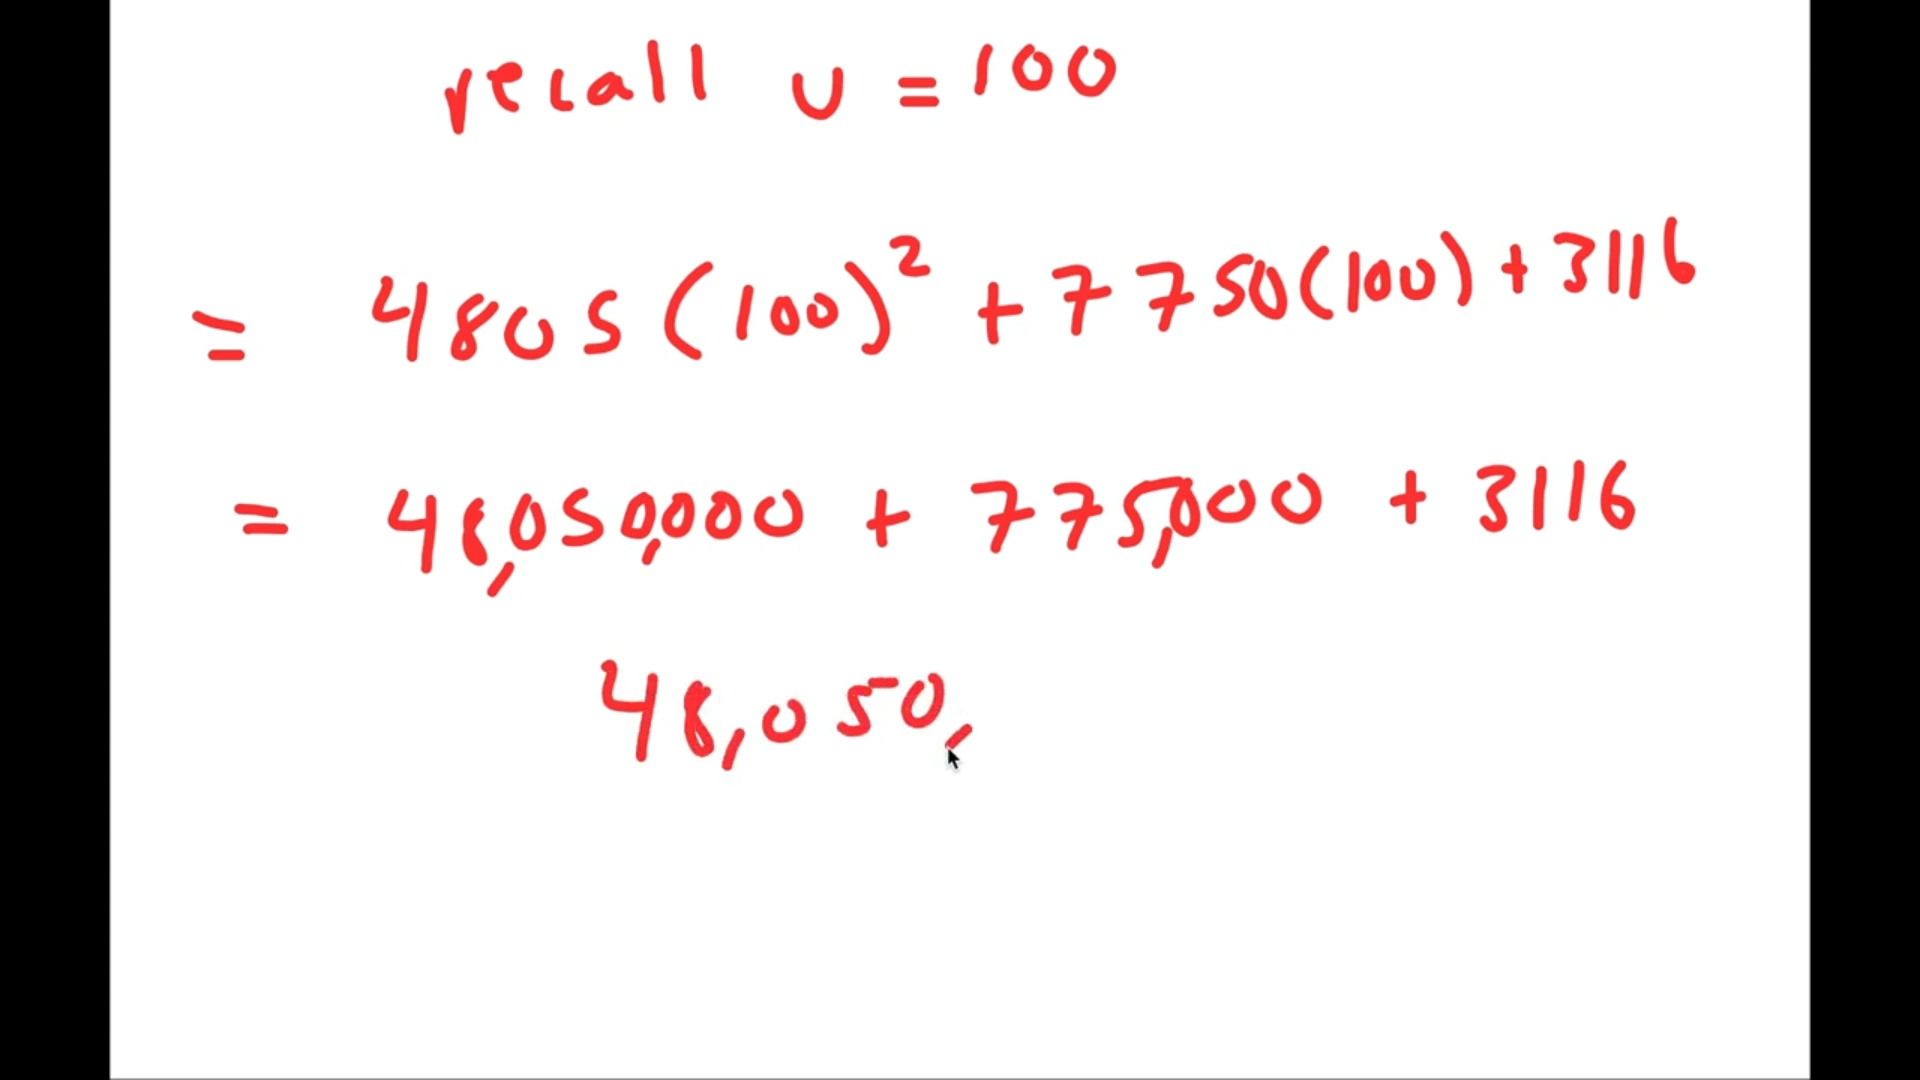 recall u = 100
= 4805(100)² + 7750(100) + 3116
= 48,050,000 + 775,000 + 3116
48,050,